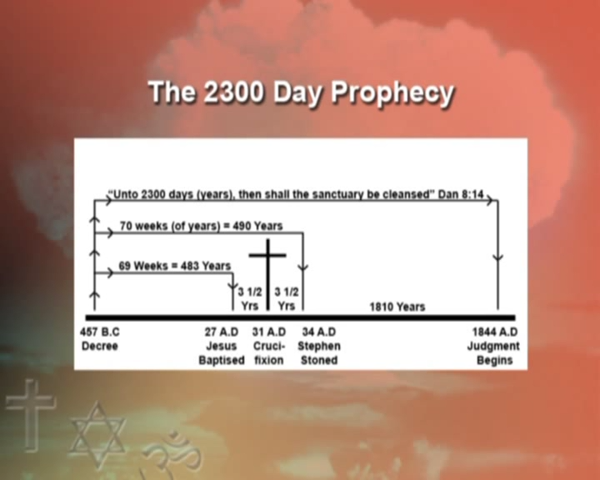 The 2300 Day Prophecy
"Unto 2300 days (years), then shall the sanctuary be cleansed" Dan 8:14
70 weeks (of years) = 490 Years
69 Weeks = 483 Years
3 1/2
Yrs
3 1/2
Yrs
1810 Years
457 B.C
Decree
27 A.D
Jesus
Baptised
31 A.D
Cruci-
fixion
34 A.D
Stephen
Stoned
1844 A.D
Judgment
Begins